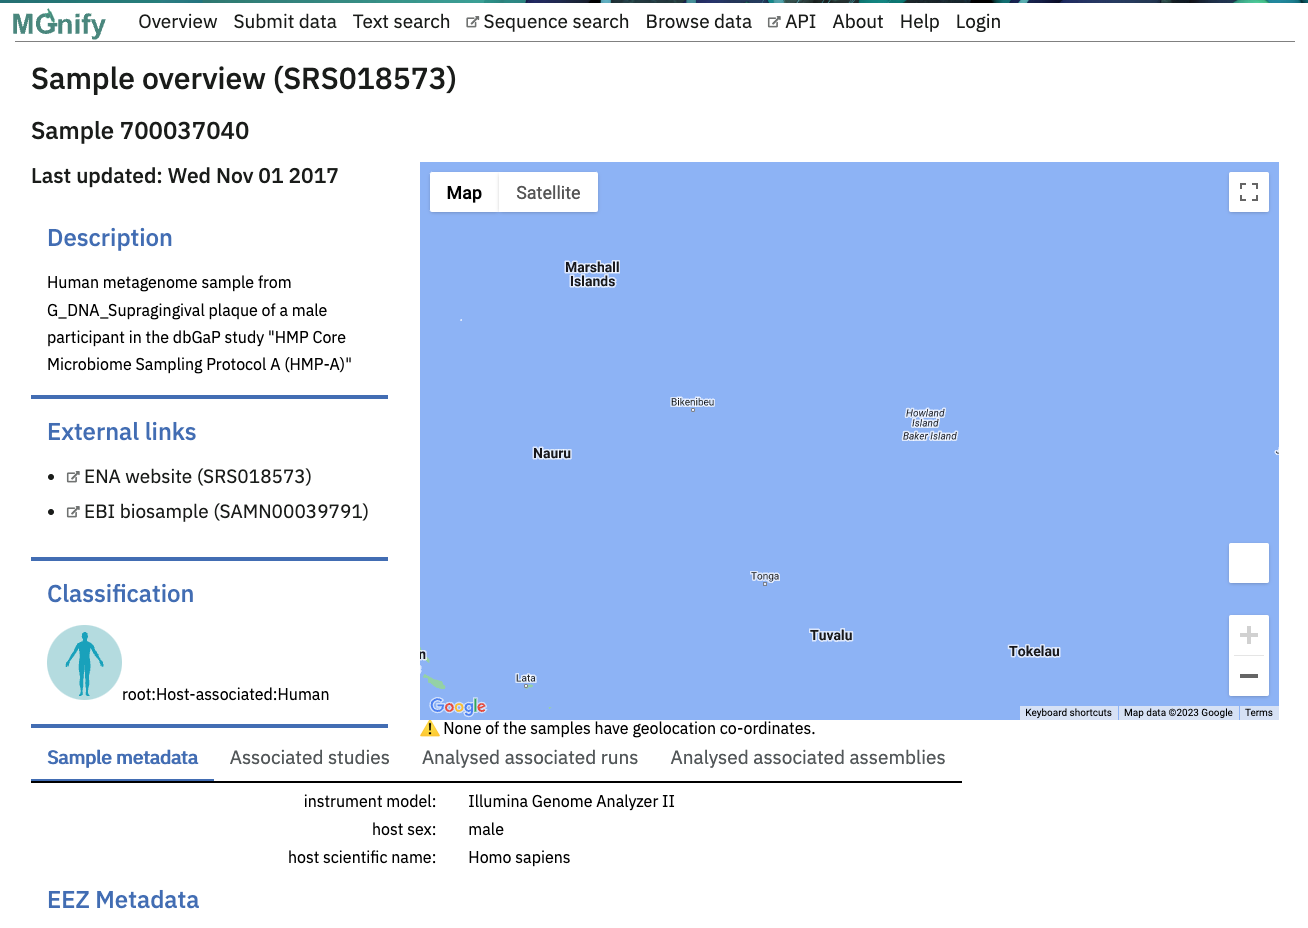 MGnify Overview Submit data Text search Sequence search Browse data API About Help Login
Sample overview (SRS018573)
Sample 700037040
Last updated: Wed Nov 01 2017
Description
Human metagenome sample from
G_DNA_Supragingival plaque of a male
participant in the dbGaP study "HMP Core
Microbiome Sampling Protocol A (HMP-A)"
External links
ENA website (SRS018573)
EBI biosample (SAMN00039791)
Classification
root:Host-associated:Human
Map Satellite
Marshall
Islands
Bikenibeu
Howland
Island
Baker Island
Nauru
Tonga
Tuvalu
Tokelau
n
Lata
Google
Keyboard shortcuts Map data ©2023 Google Terms
None of the samples have geolocation co-ordinates.
Sample metadata Associated studies Analysed associated runs Analysed associated assemblies
instrument model: Illumina Genome Analyzer II
host sex: male
host scientific name: Homo sapiens
EEZ Metadata